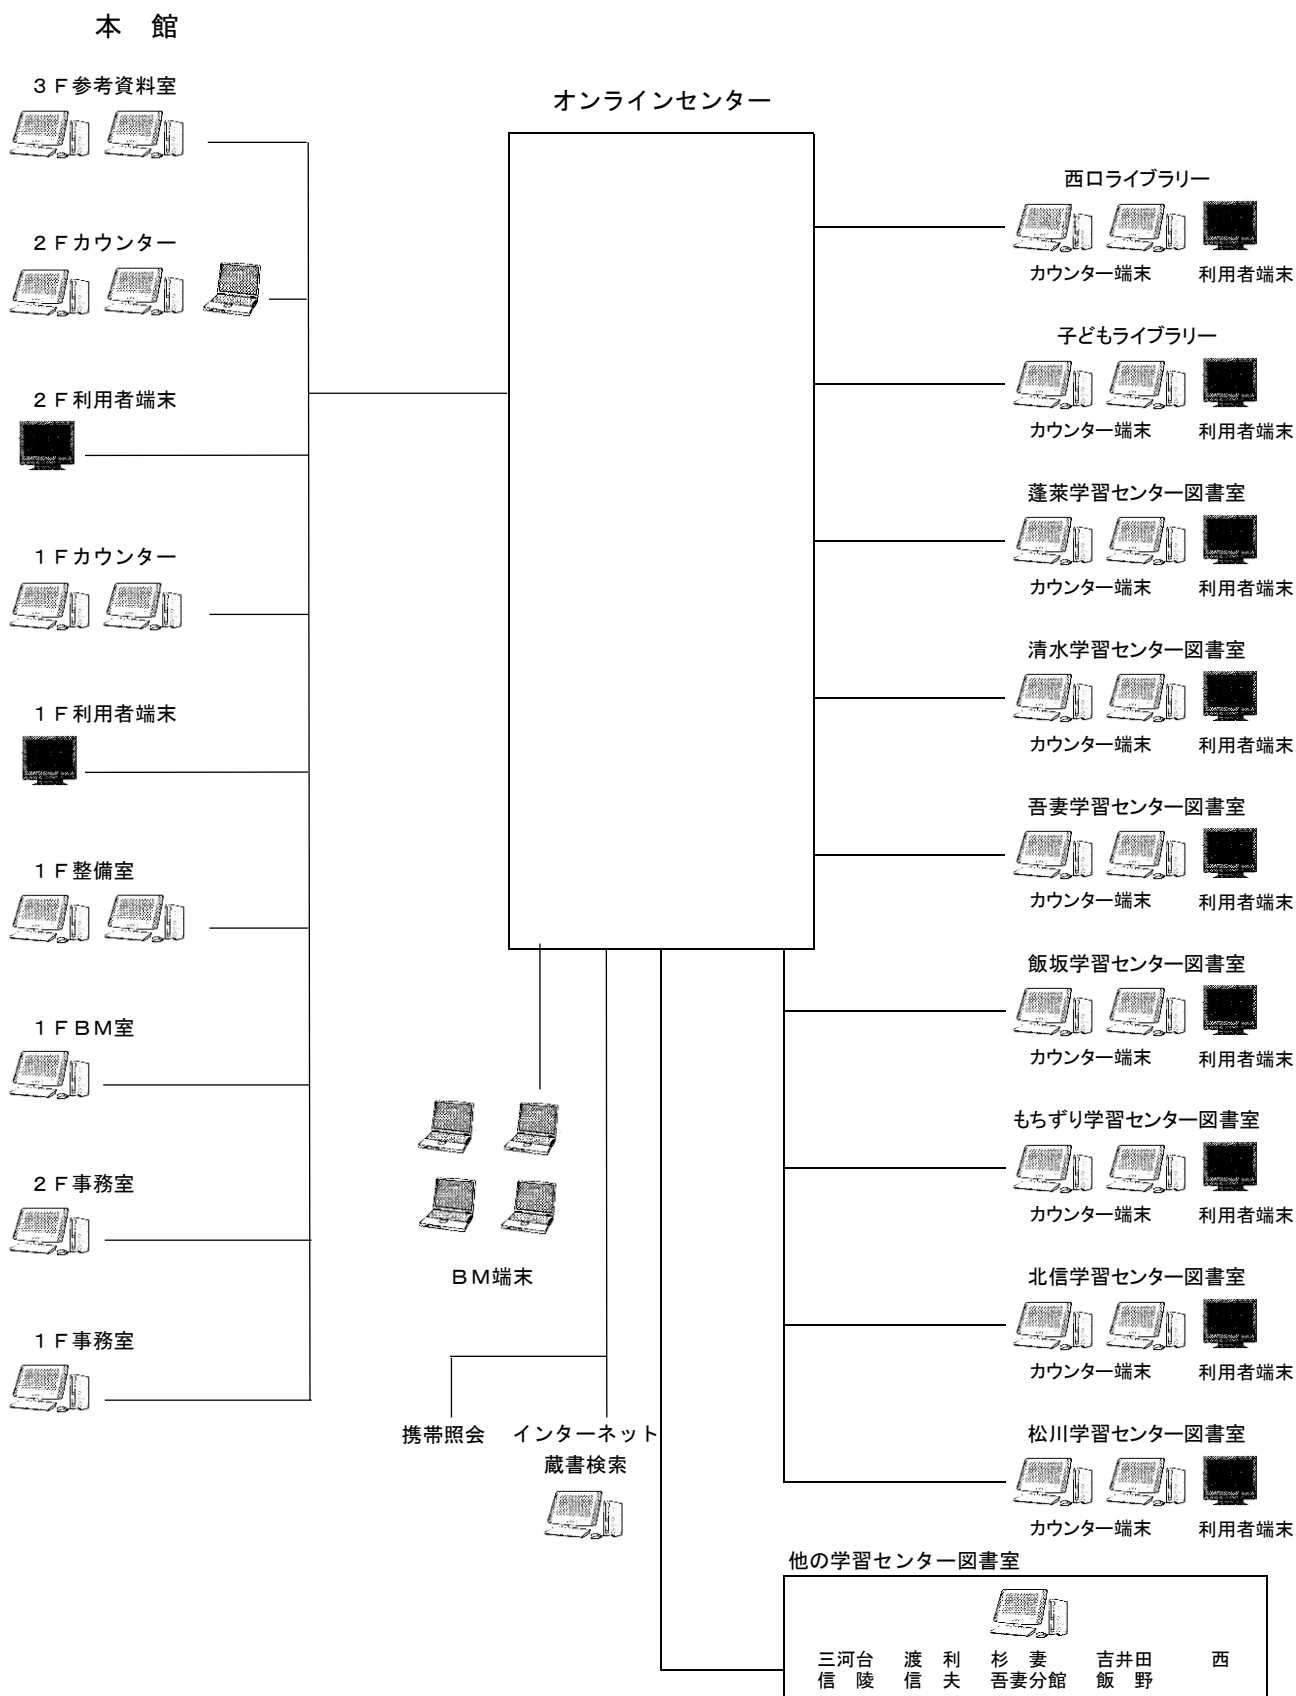 本　館
３Ｆ参考資料室
２Ｆカウンター
２Ｆ利用者端末
１Ｆカウンター
１Ｆ利用者端末
１Ｆ整備室
１ＦＢＭ室
２Ｆ事務室
１Ｆ事務室
オンラインセンター
ＢＭ端末
携帯照会
インターネット
蔵書検索
西口ライブラリー
カウンター端末　利用者端末
子どもライブラリー
カウンター端末　利用者端末
蓬莱学習センター図書室
カウンター端末　利用者端末
清水学習センター図書室
カウンター端末　利用者端末
吾妻学習センター図書室
カウンター端末　利用者端末
飯坂学習センター図書室
カウンター端末　利用者端末
もちずり学習センター図書室
カウンター端末　利用者端末
北信学習センター図書室
カウンター端末　利用者端末
松川学習センター図書室
カウンター端末　利用者端末
他の学習センター図書室
三河台　渡　利　杉　妻　吉井田　西
信　陵　信　夫　吾妻分館　飯　野